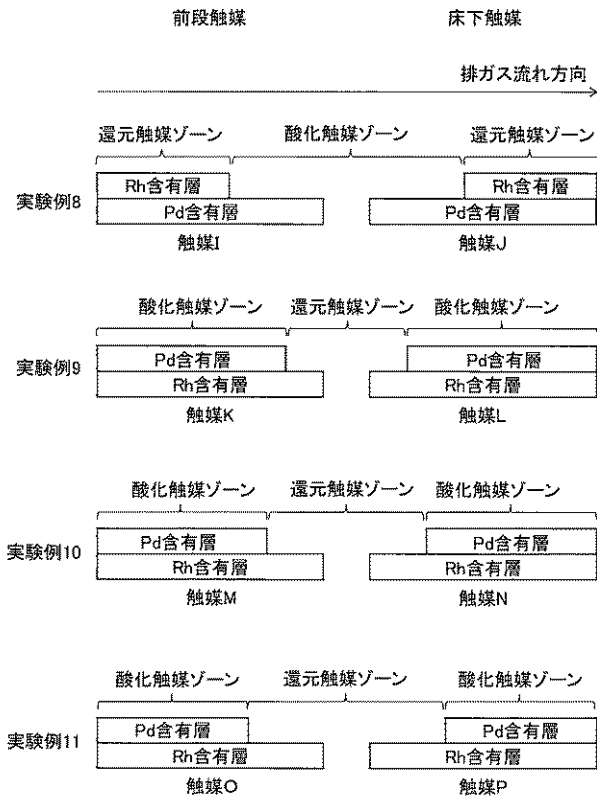 前段触媒 床下触媒
排ガス流れ方向
還元触媒ゾーン 酸化触媒ゾーン 還元触媒ゾーン
実験例8
Rh含有層 Rh含有層
Pd含有層 Pd含有層
触媒I 触媒J
酸化触媒ゾーン 還元触媒ゾーン 酸化触媒ゾーン
実験例9
Pd含有層 Pd含有層
Rh含有層 Rh含有層
触媒K 触媒L
酸化触媒ゾーン 還元触媒ゾーン 酸化触媒ゾーン
実験例10
Pd含有層 Pd含有層
Rh含有層 Rh含有層
触媒M 触媒N
酸化触媒ゾーン 還元触媒ゾーン 酸化触媒ゾーン
実験例11
Pd含有層 Pd含有層
Rh含有層 Rh含有層
触媒O 触媒P